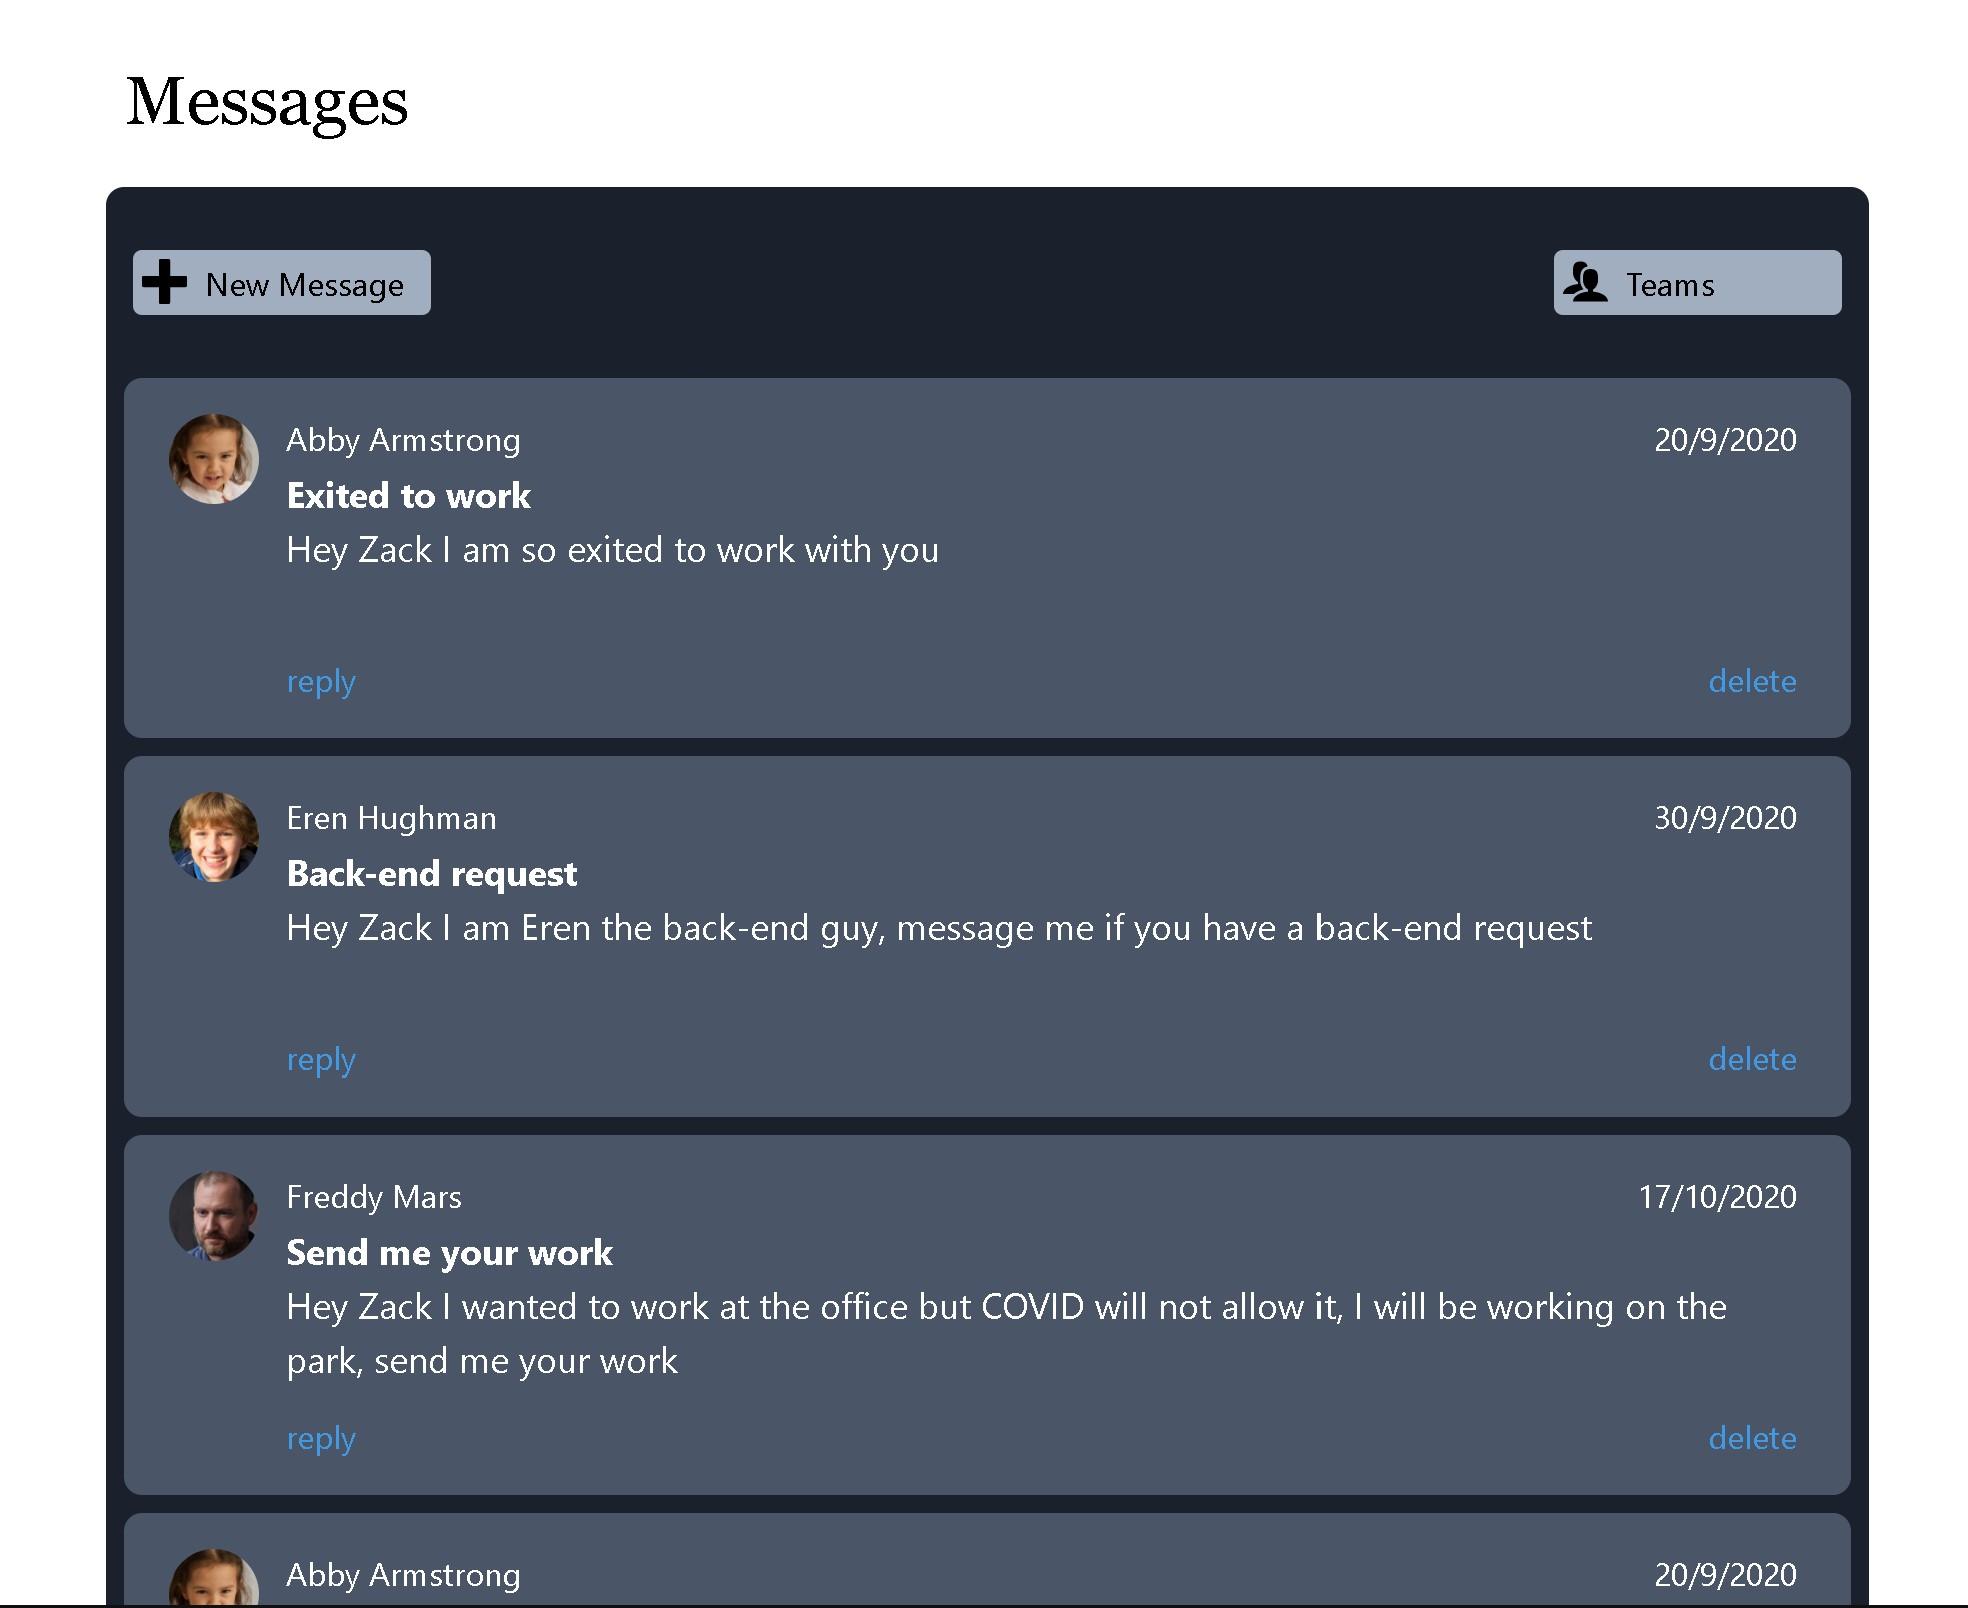 Messages
New Message
Teams
Abby Armstrong
20/9/2020
Exited to work
Hey Zack I am so exited to work with you
reply
delete
Eren Hughman
30/9/2020
Back-end request
Hey Zack I am Eren the back-end guy, message me if you have a back-end request
reply
delete
Freddy Mars
17/10/2020
Send me your work
Hey Zack I wanted to work at the office but COVID will not allow it, I will be working on the
park, send me your work
reply
delete
Abby Armstrong
20/9/2020